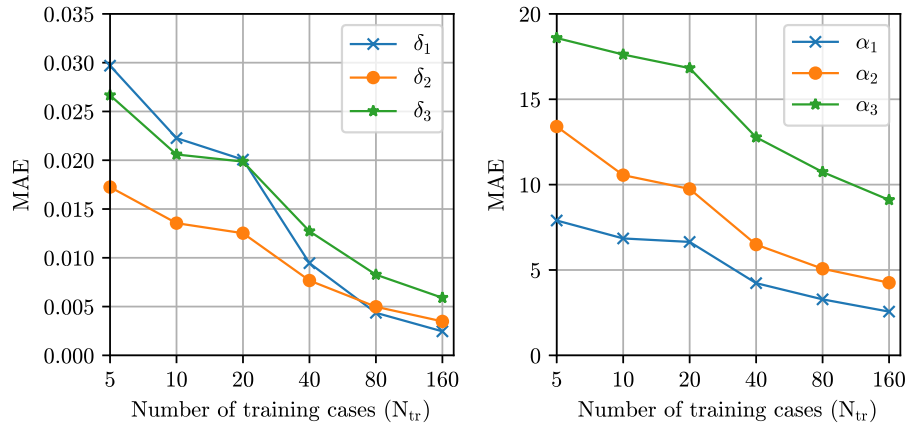 0.035
0.030
0.025
0.020
0.015
0.010
0.005
0.000
MAE
5 10 20 40 80 160
Number of training cases (N_tr)
δ₁
δ₂
δ₃
20
15
10
5
0
MAE
5 10 20 40 80 160
Number of training cases (N_tr)
α₁
α₂
α₃